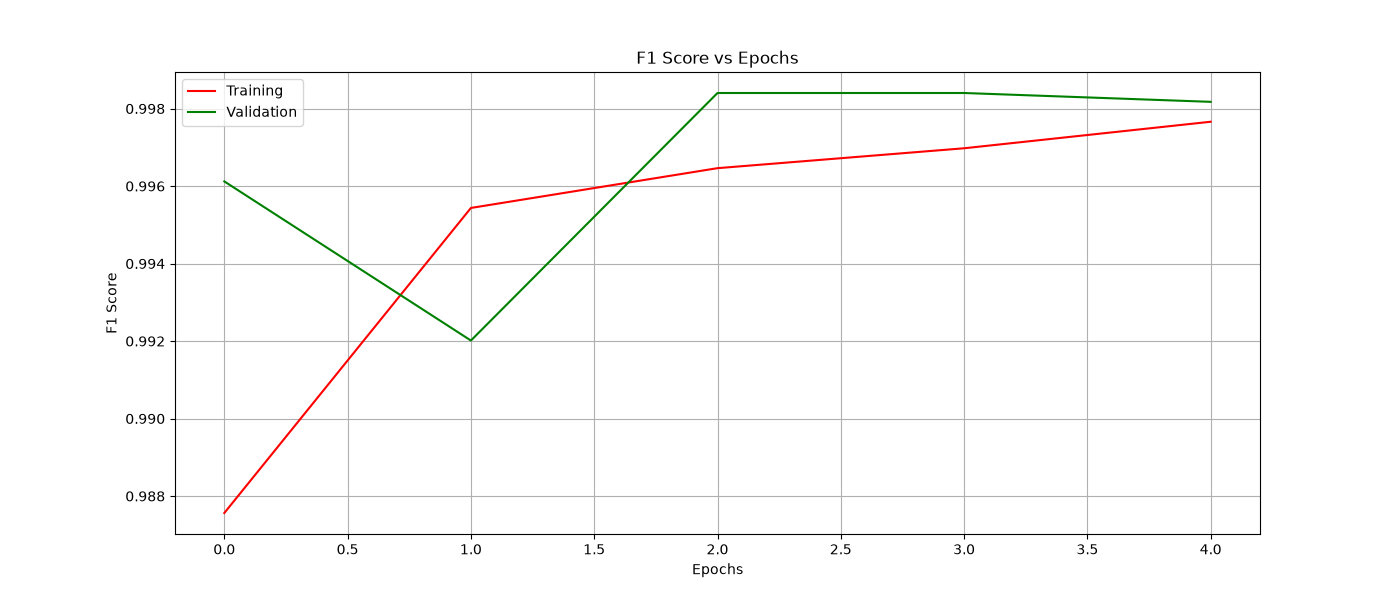 F1 Score vs Epochs
Training
Validation
F1 Score
0.998
0.996
0.994
0.992
0.990
0.988
0.0 0.5 1.0 1.5 2.0 2.5 3.0 3.5 4.0
Epochs